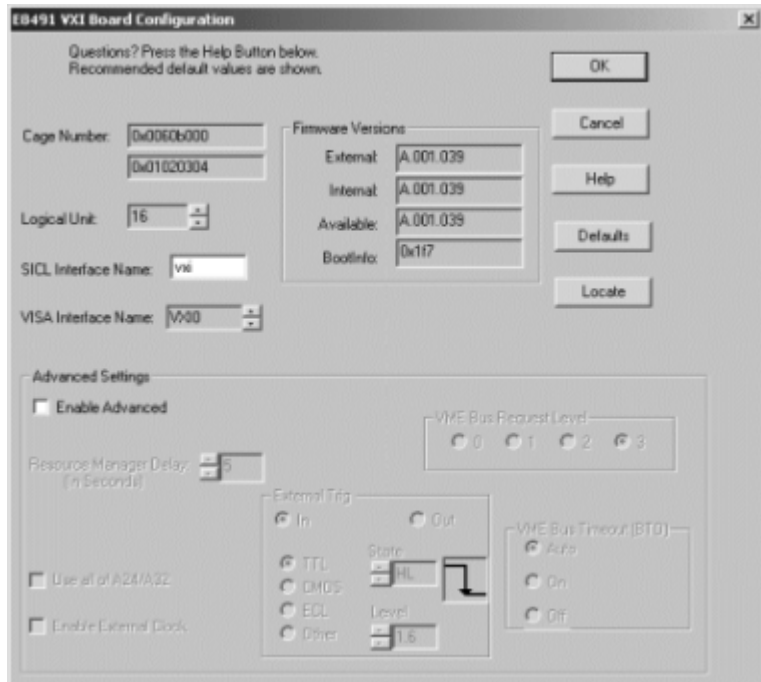 E8491 VXI Board Configuration
Questions? Press the Help Button below.
Recommended default values are shown.
OK
Cancel
Help
Defaults
Locate
Cage Number:
0x0060b000
0x01020304
Logical Unit:
16
SICL Interface Name:
vxi
VISA Interface Name:
VXI0
Firmware Versions
External:
A.001.039
Internal:
A.001.039
Available:
A.001.039
BootInfo:
0x1f7
Advanced Settings
Enable Advanced
Resource Manager Delay:
(in Seconds)
5
VME Bus Request Level
0 1 2 3
External Trig
In
Out
TTL
CMOS
ECL
Other
State
HL
Level
1.6
VME Bus Timeout (BTO)
Auto
On
Off
Use all of A24/A32
Enable External Clock